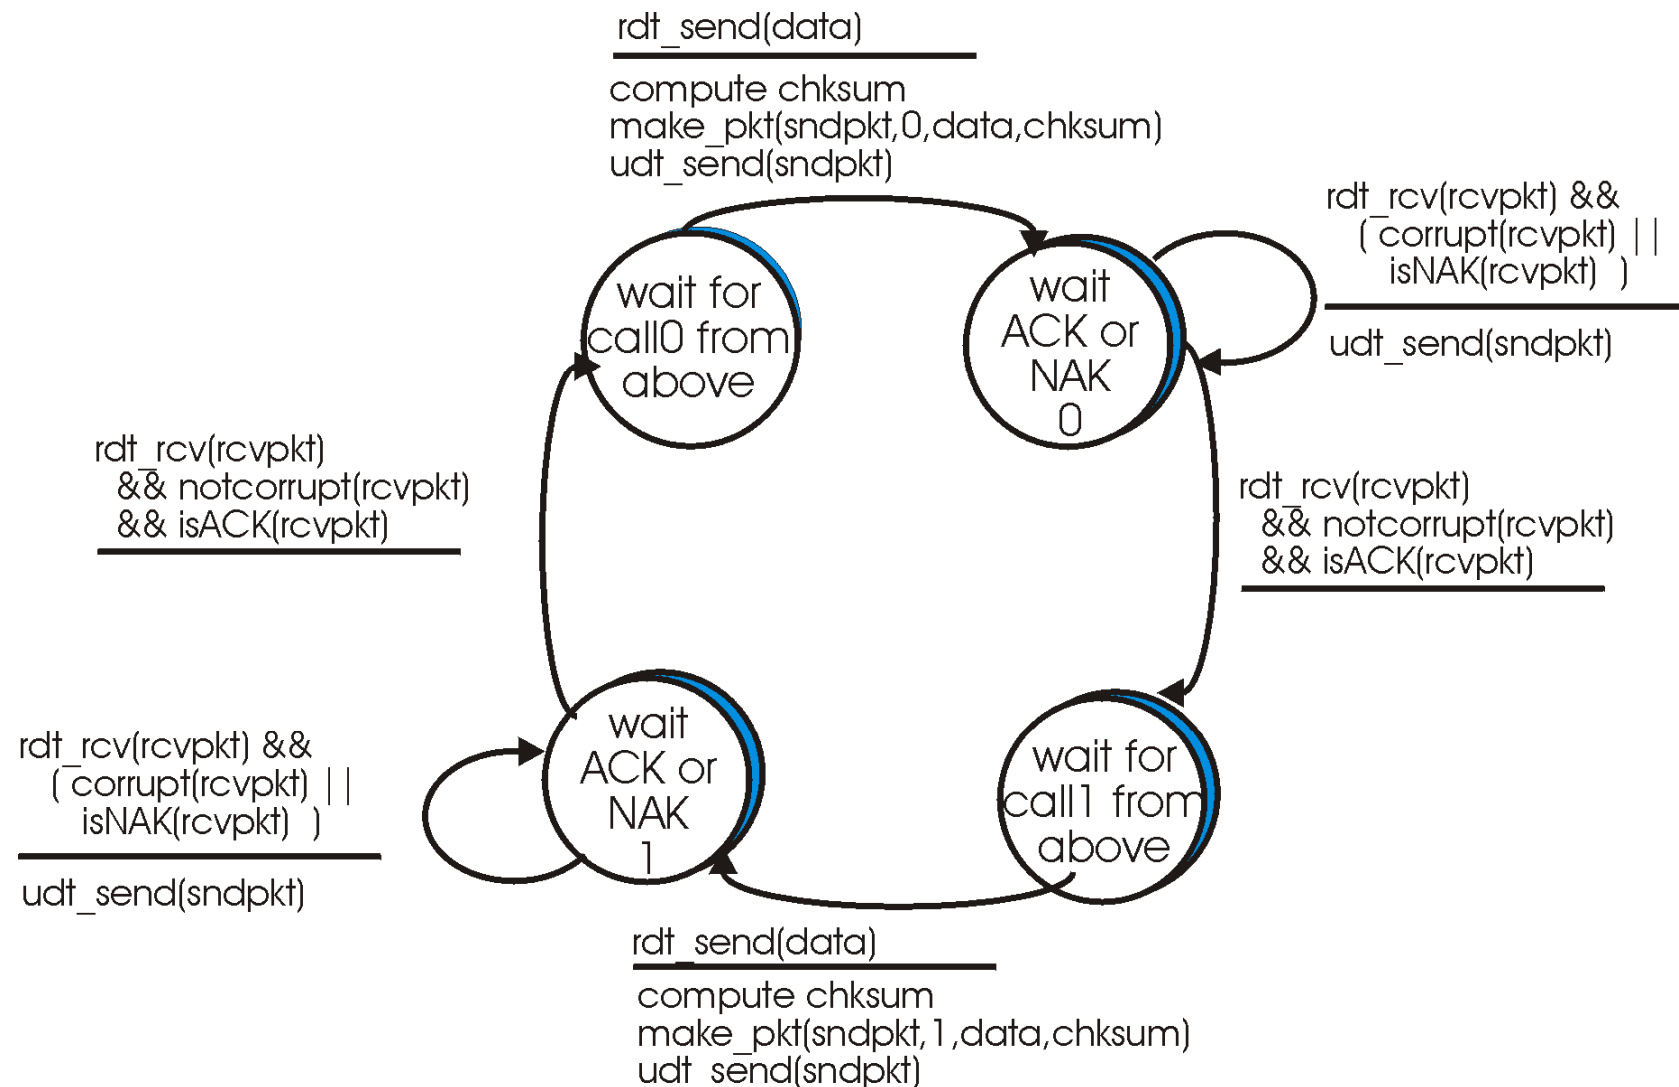 rdt_send(data)
compute chksum
make_pkt(sndpkt,0,data,chksum)
udt_send(sndpkt)
rdt_rcv(rcvpkt) &&
( corrupt(rcvpkt) ||
isNAK(rcvpkt) )
udt_send(sndpkt)
wait for
call0 from
above
wait
ACK or
NAK
0
rdt_rcv(rcvpkt)
&& notcorrupt(rcvpkt)
&& isACK(rcvpkt)
rdt_rcv(rcvpkt)
&& notcorrupt(rcvpkt)
&& isACK(rcvpkt)
rdt_rcv(rcvpkt) &&
( corrupt(rcvpkt) ||
isNAK(rcvpkt) )
udt_send(sndpkt)
wait
ACK or
NAK
1
wait for
call1 from
above
rdt_send(data)
compute chksum
make_pkt(sndpkt,1,data,chksum)
udt_send(sndpkt)